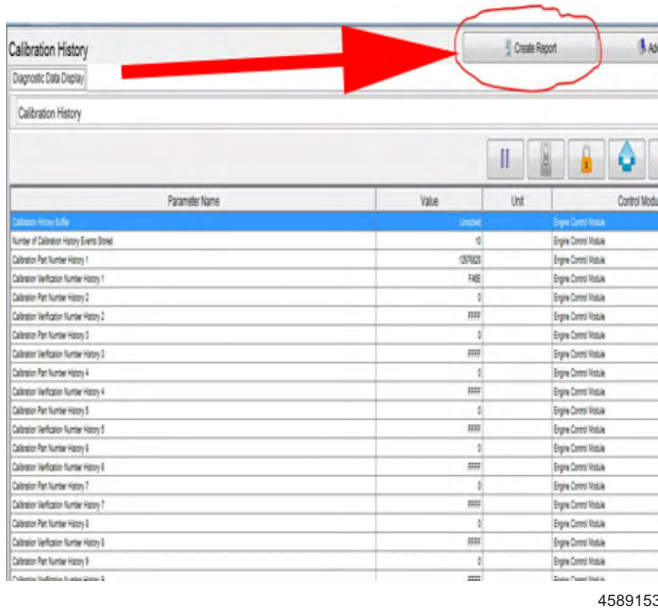 Calibration History
Create Report
Diagnostic Data Display
Calibration History
Parameter Name Value Unit Control Modu
Calibration History Buffer Unlocked Engine Control Module
Number of Calibration History Events Stored 10 Engine Control Module
Calibration Part Number History 1 Engine Control Module
Calibration Verification Number History 1 Engine Control Module
Calibration Part Number History 2 0 Engine Control Module
Calibration Verification Number History 2 FFFF Engine Control Module
Calibration Part Number History 3 0 Engine Control Module
Calibration Verification Number History 3 FFFF Engine Control Module
Calibration Part Number History 4 0 Engine Control Module
Calibration Verification Number History 4 FFFF Engine Control Module
Calibration Part Number History 5 0 Engine Control Module
Calibration Verification Number History 5 FFFF Engine Control Module
Calibration Part Number History 6 0 Engine Control Module
Calibration Verification Number History 6 FFFF Engine Control Module
Calibration Part Number History 7 0 Engine Control Module
Calibration Verification Number History 7 FFFF Engine Control Module
Calibration Part Number History 8 0 Engine Control Module
Calibration Verification Number History 8 FFFF Engine Control Module
Calibration Part Number History 9 0 Engine Control Module
4589153